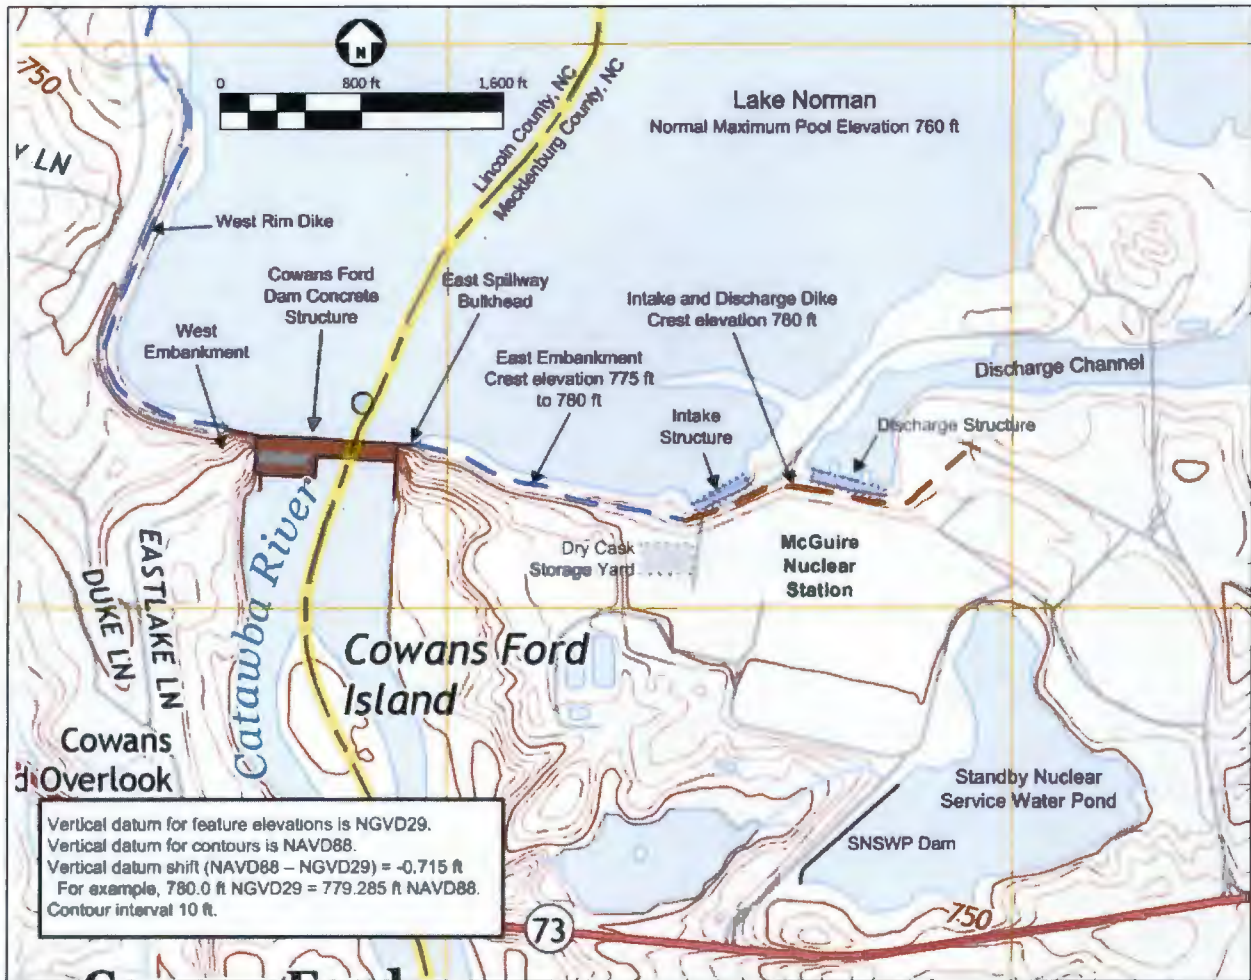 750
N
0 800 ft 1,600 ft
Lincoln County, NC
Mecklenburg County, NC
Lake Norman
Normal Maximum Pool Elevation 760 ft
Y LN
West Rim Dike
Cowans Ford
Dam Concrete
Structure
East Spillway
Bulkhead
Intake and Discharge Dike
Crest elevation 780 ft
West
Embankment
East Embankment
Crest elevation 775 ft
to 780 ft
Discharge Channel
Intake
Structure
Discharge Structure
Catawba River
EASTLAKE LN
DUKE LN
Dry Cask
Storage Yard
McGuire
Nuclear
Station
Cowans Ford
Island
Cowans
d Overlook
Standby Nuclear
Service Water Pond
SNSWP Dam
Vertical datum for feature elevations is NGVD29.
Vertical datum for contours is NAVD88.
Vertical datum shift (NAVD88 – NGVD29) = -0.715 ft
For example, 780.0 ft NGVD29 = 779.285 ft NAVD88.
Contour interval 10 ft.
73
750